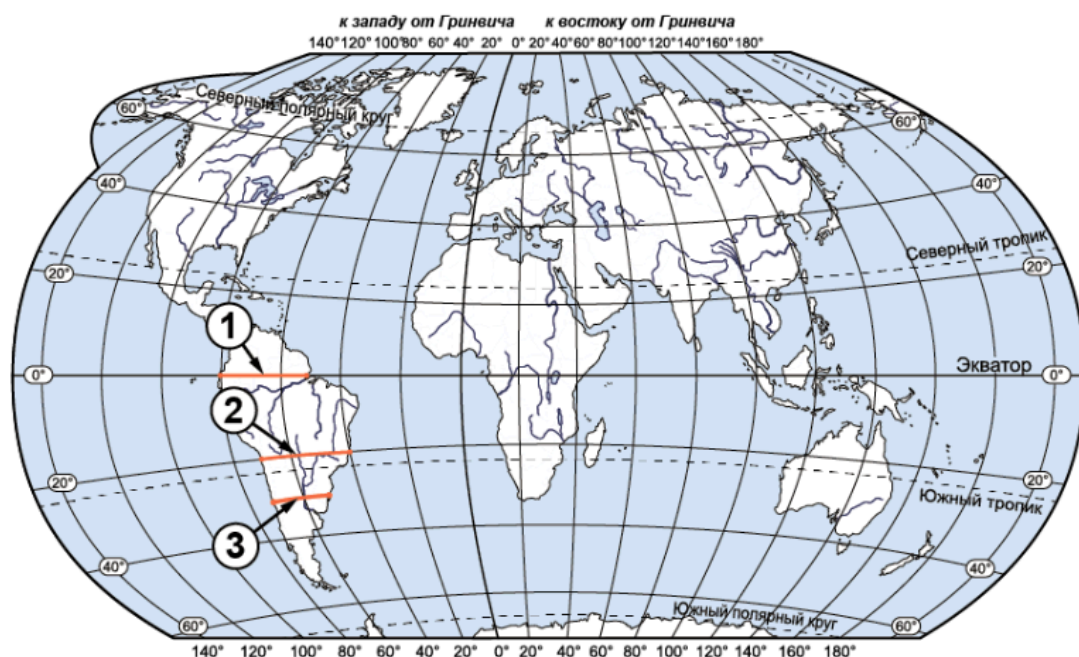 к западу от Гринвича к востоку от Гринвича
140° 120° 100° 80° 60° 40° 20° 0° 20° 40° 60° 80° 100° 120° 140° 160° 180°
60° Северный полярный круг 60°
40° 40°
Северный тропик
20° 20°
1
Экватор
0° 0°
2
20° 20°
Южный тропик
3
40° 40°
Южный полярный круг
60° 60°
140° 120° 100° 80° 60° 40° 20° 0° 20° 40° 60° 80° 100° 120° 140° 160° 180°